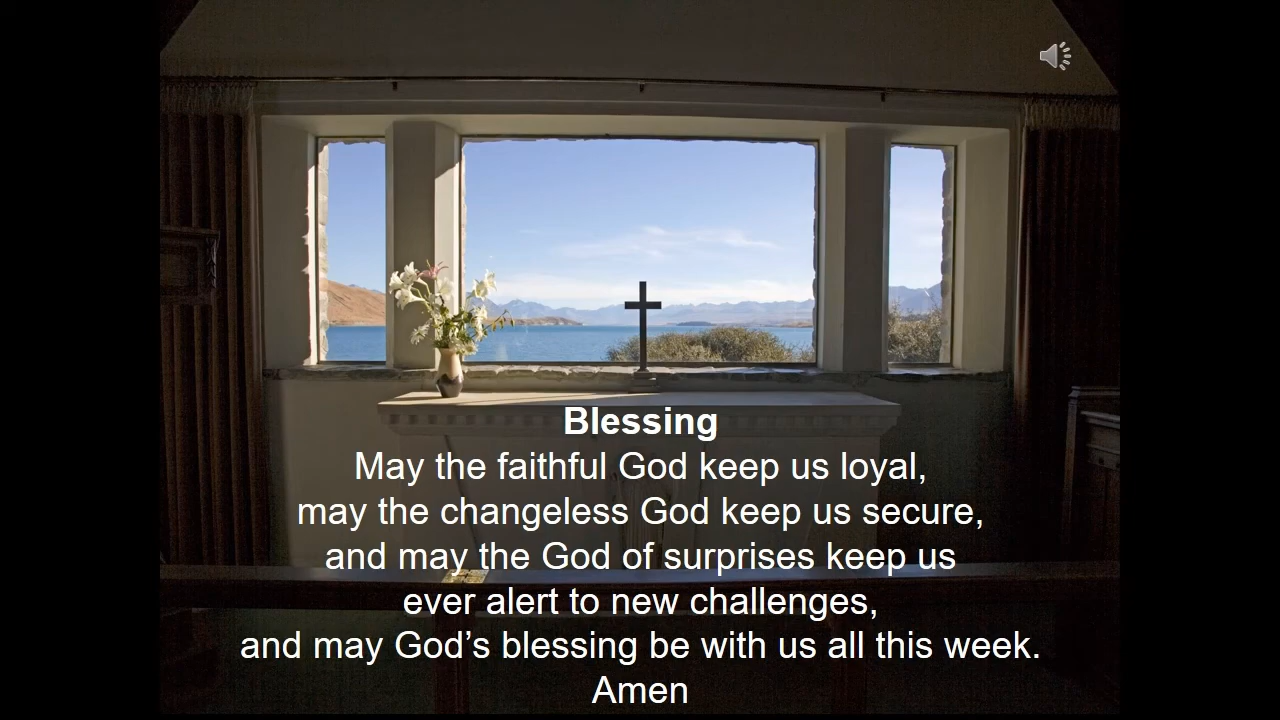 Blessing
May the faithful God keep us loyal,
may the changeless God keep us secure,
and may the God of surprises keep us
ever alert to new challenges,
and may God’s blessing be with us all this week.
Amen